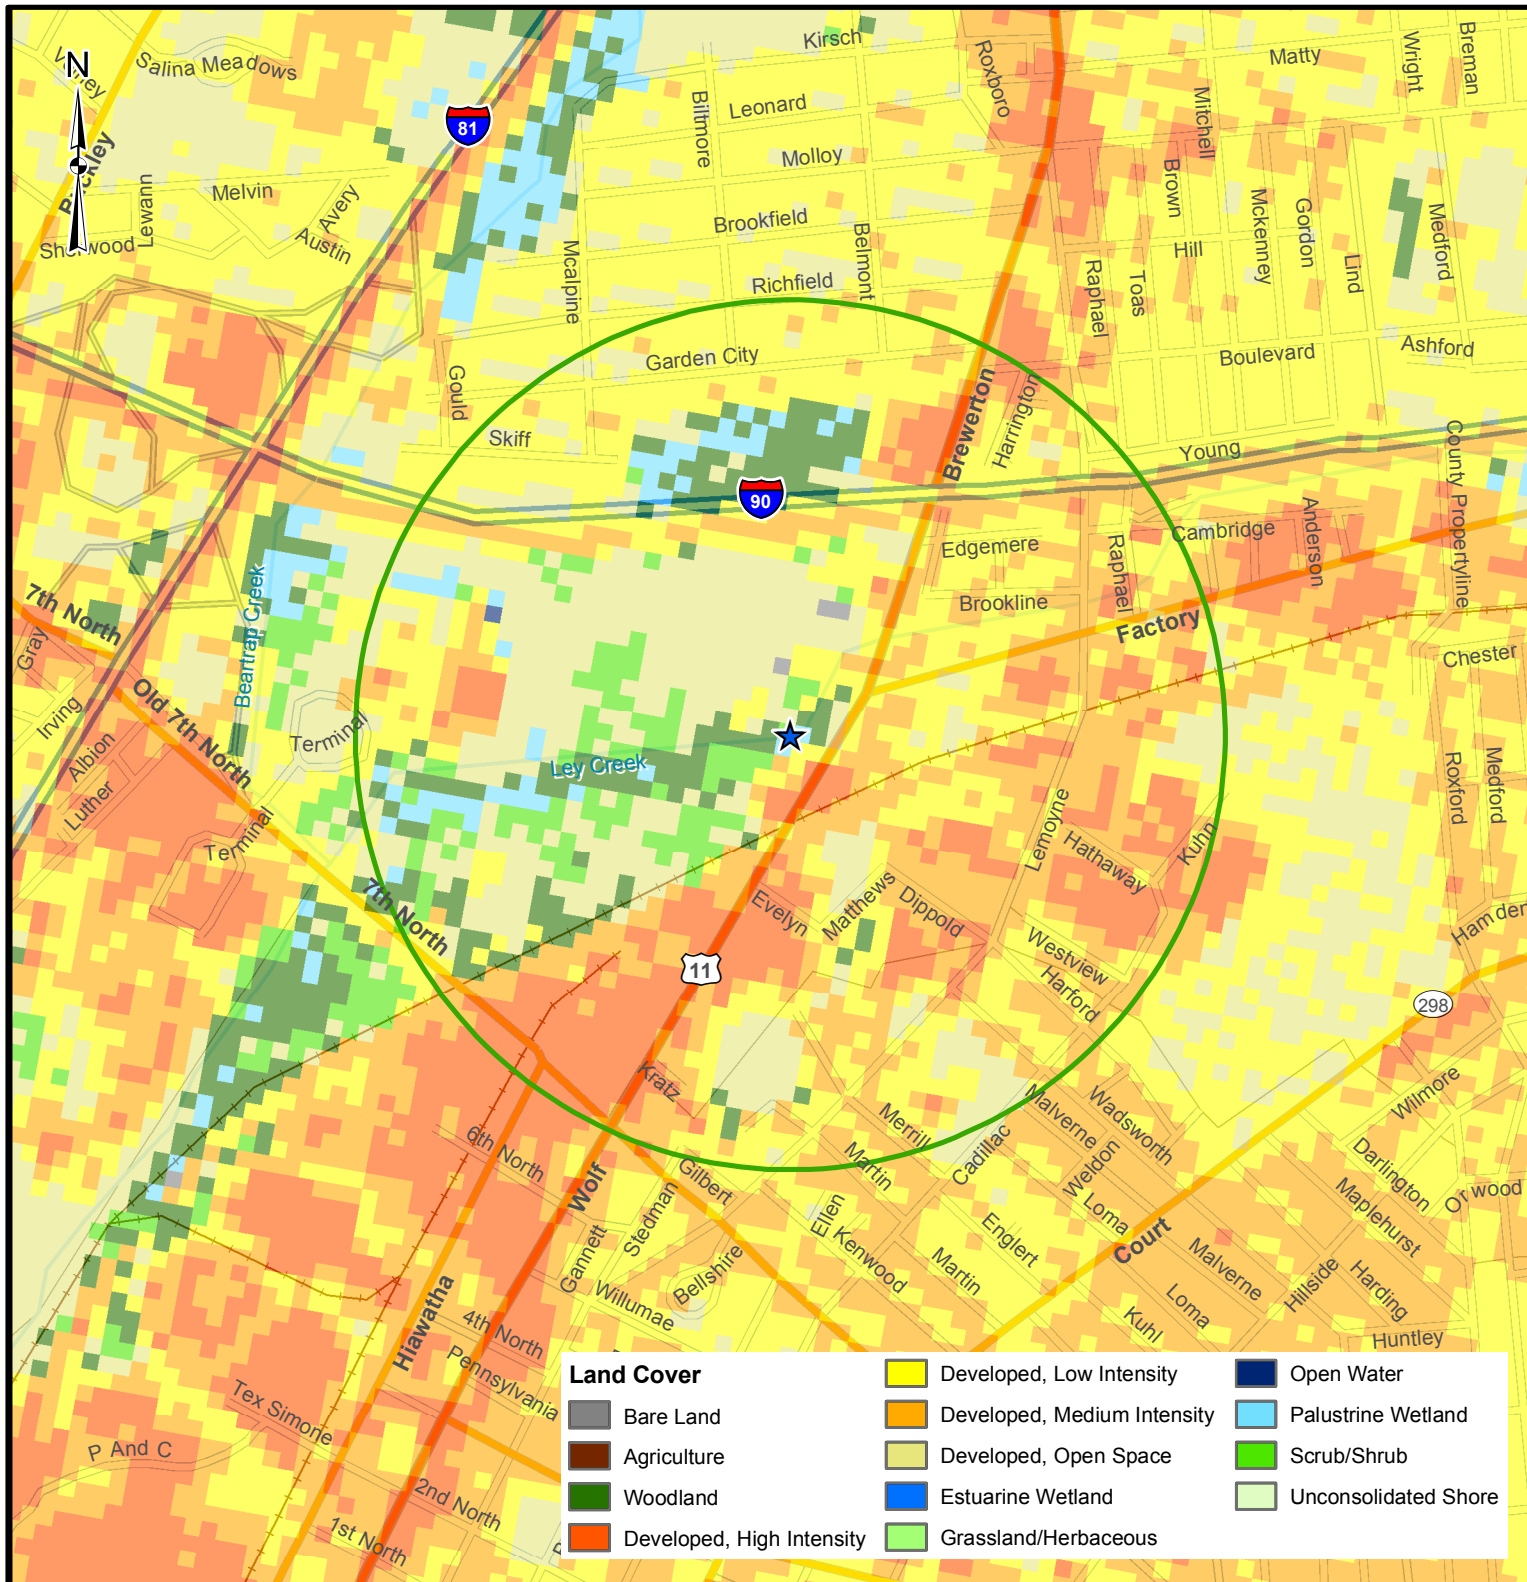 Kirsch
Matty
Wright
Breman
Roxboro
Valley
Salina Meadows
N
81
Biltmore
Leonard
Mitchell
Molloy
Buckley
Lewann
Melvin
Avery
Austin
Sherwood
Brookfield
Brown
Mckenney
Gordon
Medford
Hill
Lind
Mcalpine
Belmont
Richfield
Raphael
Toas
Garden City
Boulevard
Ashford
Gould
Skiff
Brewerton
Harrington
Young
County Propertyline
90
Edgemere
Cambridge
Anderson
Raphael
Brookline
Factory
7th North
Gray
Beartrap Creek
Chester
Irving
Old 7th North
Terminal
Albion
Luther
Terminal
Ley Creek
Roxford
Medford
Lemoyne
Hathaway
Kuhn
7th North
Evelyn
Matthews
Dippold
Hamden
Westview
Harford
11
298
Kratz
Malverne
Wadsworth
Wilmore
Merrill
Martin
Cadillac
Weldon
Darlington
6th North
Wolf
Gilbert
Stedman
Ellen
Kenwood
Loma
Maplehurst
Orwood
Gannett
Englert
Court
Malverne
Martin
Bellshire
Willumae
Hillside
Harding
Loma
Kuhl
Huntley
Hiawatha
4th North
Pennsylvania
Tex Simone
P And C
2nd North
1st North
Land Cover
Bare Land
Agriculture
Woodland
Developed, High Intensity
Developed, Low Intensity
Developed, Medium Intensity
Developed, Open Space
Estuarine Wetland
Grassland/Herbaceous
Open Water
Palustrine Wetland
Scrub/Shrub
Unconsolidated Shore